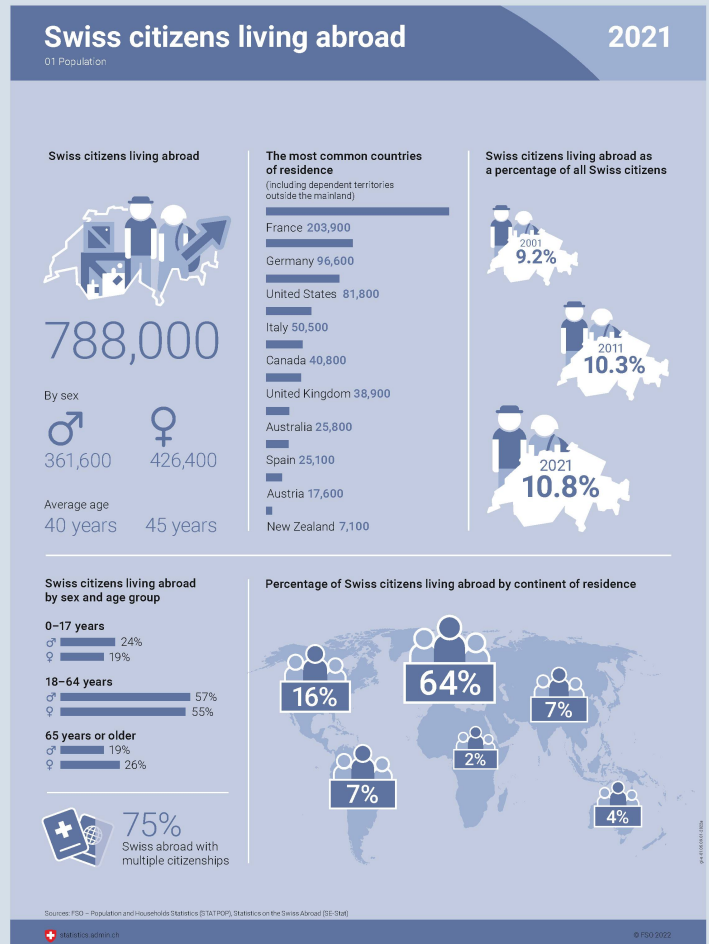 Swiss citizens living abroad
2021
01 Population
Swiss citizens living abroad
788,000
By sex
♂ ♀
361,600 426,400
Average age
40 years 45 years
The most common countries
of residence
(including dependent territories
outside the mainland)
France 203,900
Germany 96,600
United States 81,800
Italy 50,500
Canada 40,800
United Kingdom 38,900
Australia 25,800
Spain 25,100
Austria 17,600
New Zealand 7,100
Swiss citizens living abroad as
a percentage of all Swiss citizens
2001
9.2%
2011
10.3%
2021
10.8%
Swiss citizens living abroad
by sex and age group
0–17 years
♂ 24%
♀ 19%
18–64 years
♂ 57%
♀ 55%
65 years or older
♂ 19%
♀ 26%
75%
Swiss abroad with
multiple citizenships
Percentage of Swiss citizens living abroad by continent of residence
16%
64%
7%
2%
7%
4%
Sources: FSO – Population and Households Statistics (STATPOP), Statistics on the Swiss Abroad (SE-Stat)
statistics.admin.ch
© FSO 2022